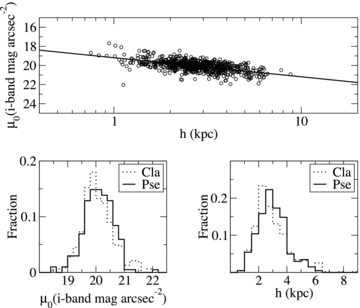 μ₀(i-band mag arcsec⁻²)
16
18
20
22
24
1
10
h (kpc)
Fraction
0.2
0.1
0
Cla
Pse
19
20
21
22
μ₀(i-band mag arcsec⁻²)
Fraction
0.2
0.1
Cla
Pse
2
4
6
8
h (kpc)